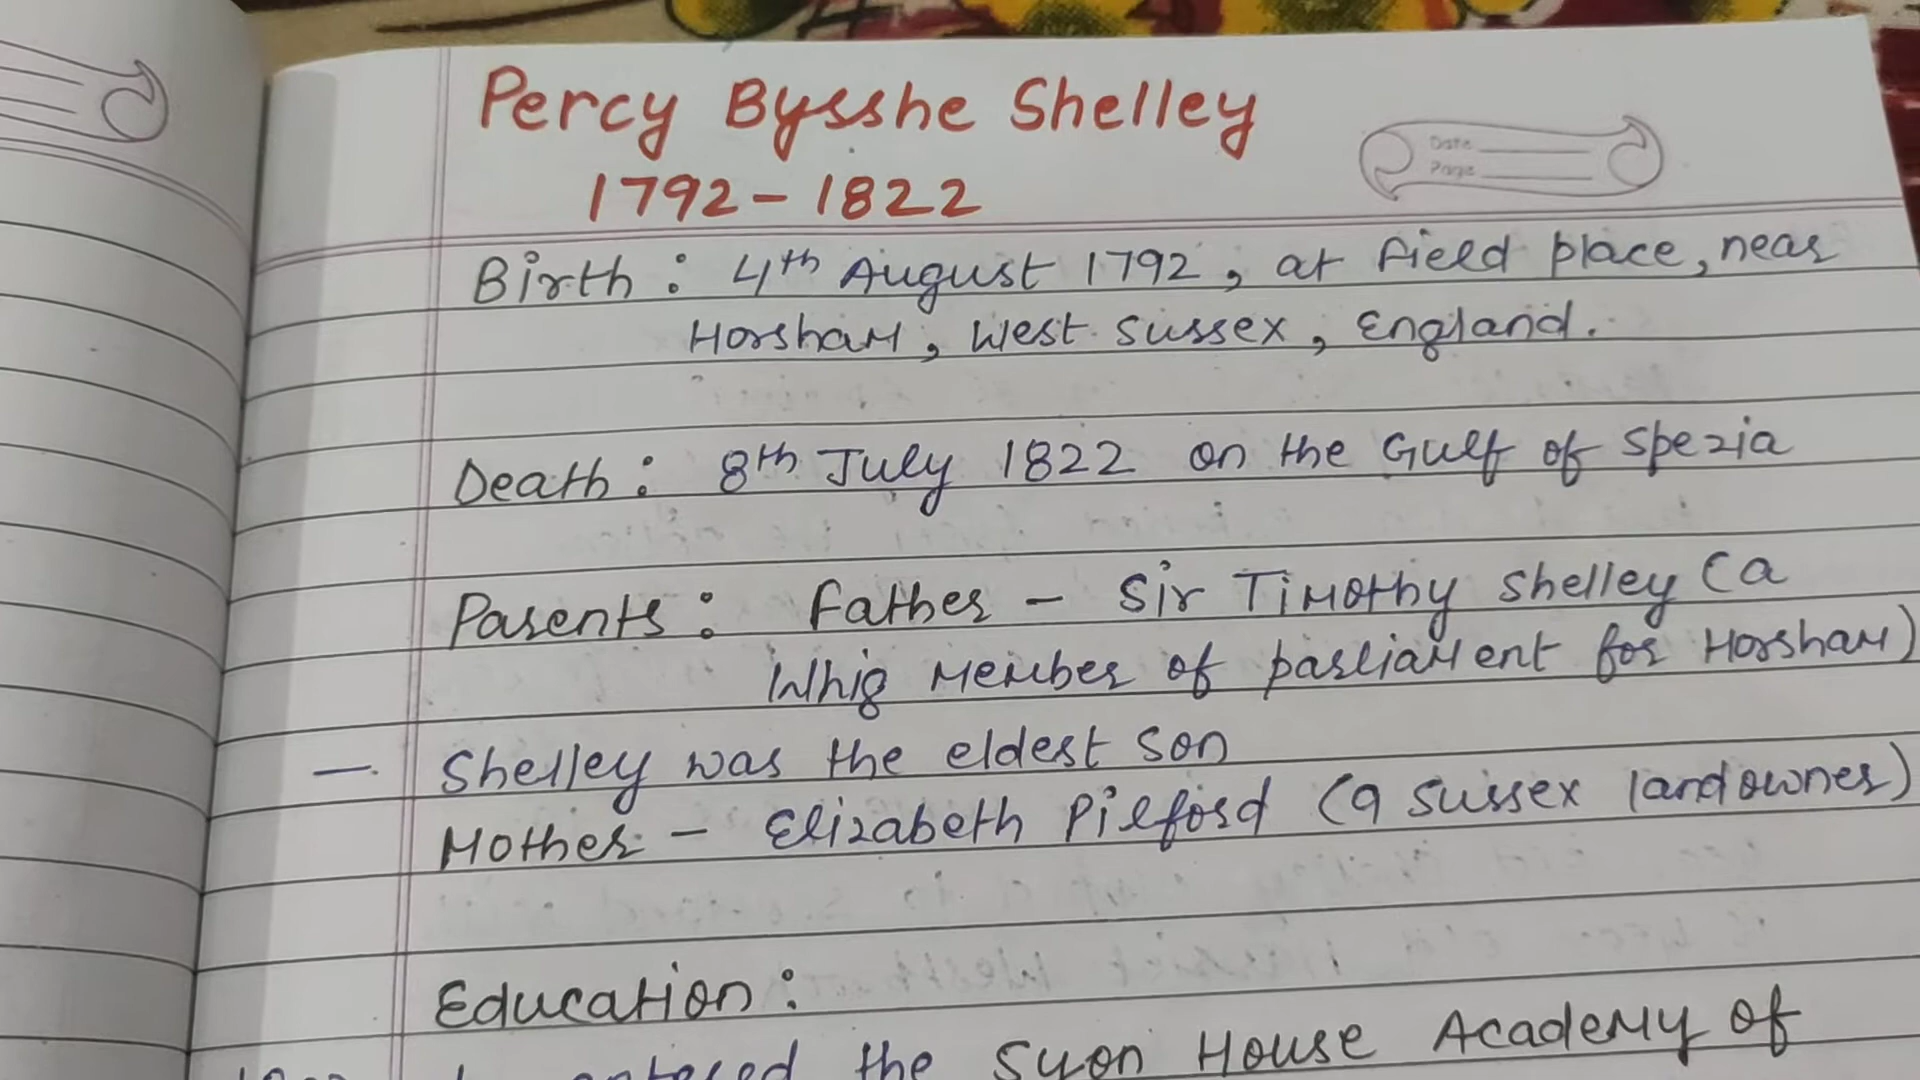 Percy Bysshe Shelley
1792-1822
Date
Page
Birth : 4th August 1792, at Field place, near
Horsham, West Sussex, England.
Death : 8th July 1822 on the Gulf of Spezia
Parents : Father - Sir Timothy Shelley (a
Whig Member of parliament for Horsham)
— Shelley was the eldest son
Mother - Elizabeth Pilford (a Sussex landowner)
Education :
entered the Syon House Academy of